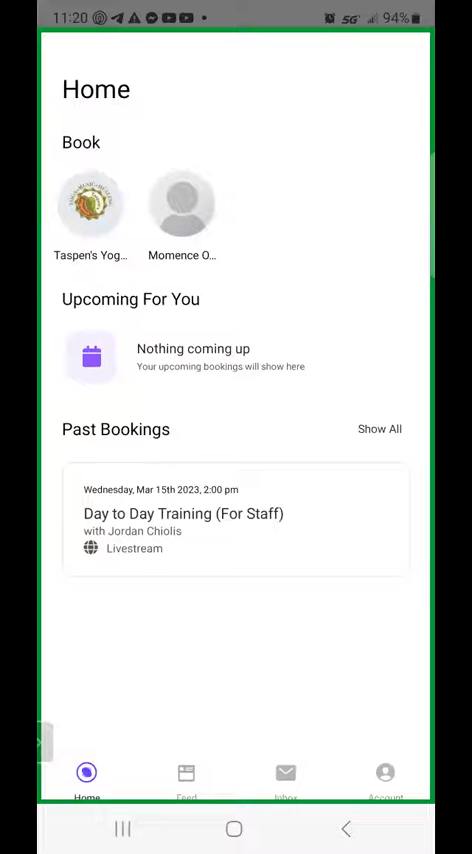 11:20 5G 94%
Home
Book
Taspen's Yog... Momence O...
Upcoming For You
Nothing coming up
Your upcoming bookings will show here
Past Bookings Show All
Wednesday, Mar 15th 2023, 2:00 pm
Day to Day Training (For Staff)
with Jordan Chiolis
Livestream
Home Feed Inbox Account